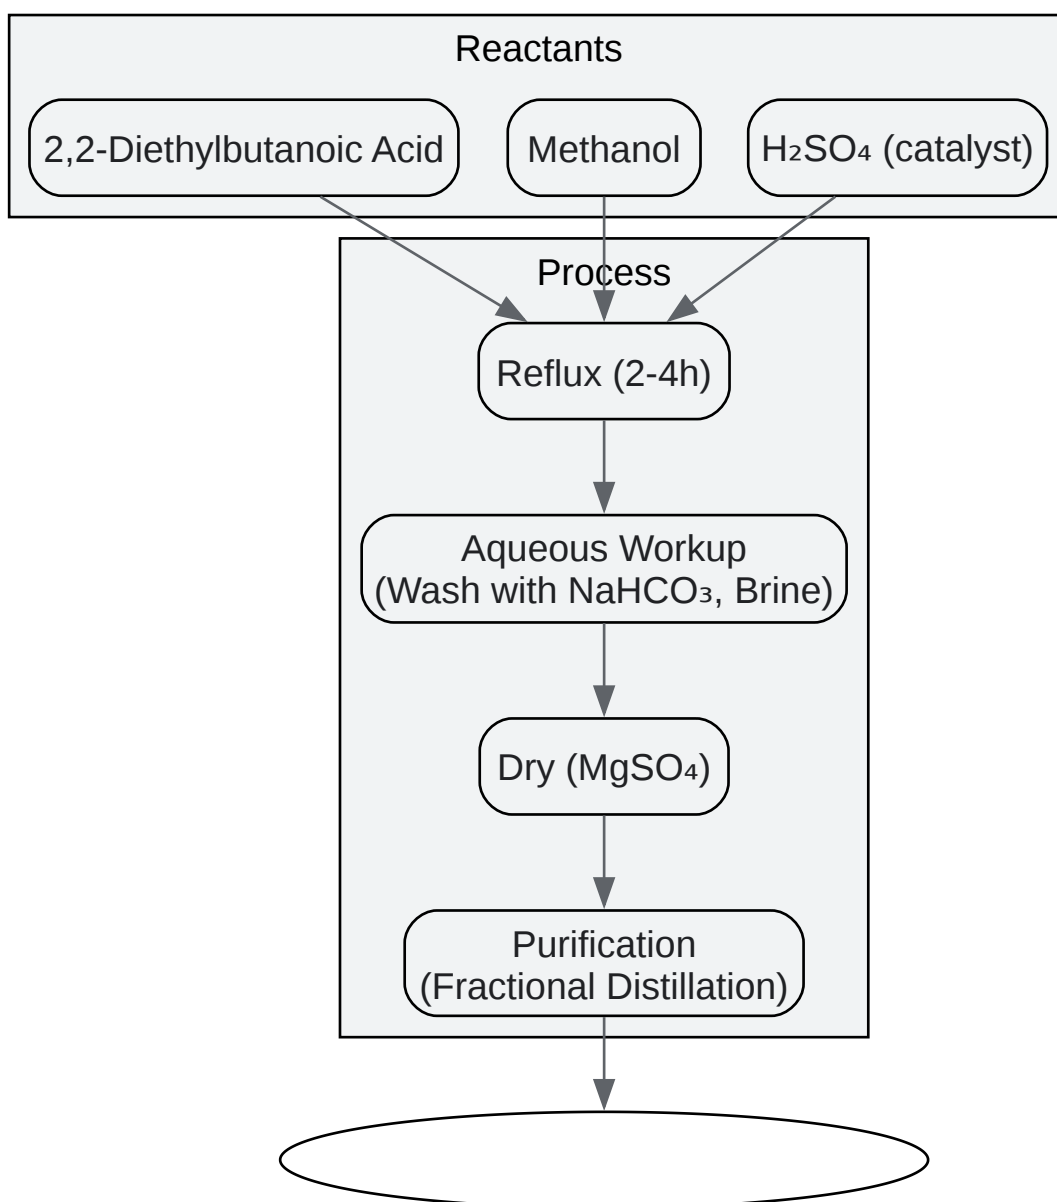 Reactants
2,2-Diethylbutanoic Acid
Methanol
H₂SO₄ (catalyst)
Process
Reflux (2-4h)
Aqueous Workup
(Wash with NaHCO₃, Brine)
Dry (MgSO₄)
Purification
(Fractional Distillation)